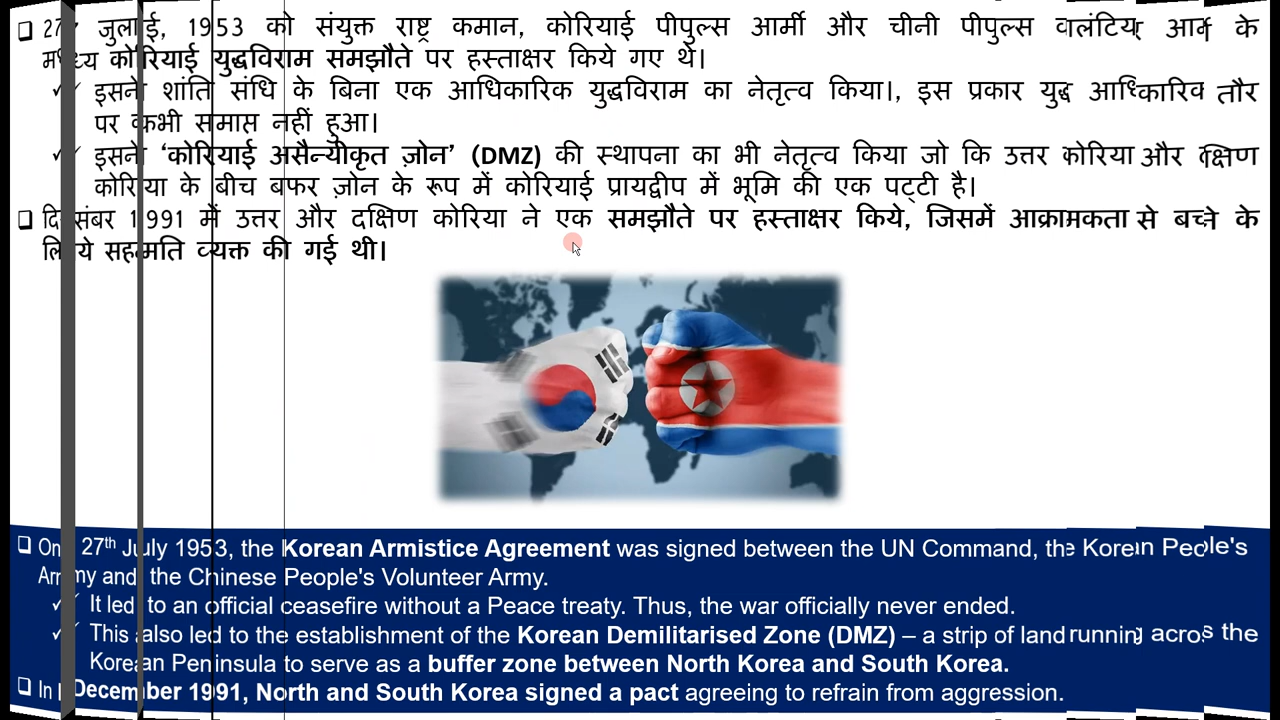 27 जुलाई, 1953 को संयुक्त राष्ट्र कमान, कोरियाई पीपुल्स आर्मी और चीनी पीपुल्स वालंटियर आर्मी के
मध्य कोरियाई युद्धविराम समझौते पर हस्ताक्षर किये गए थे।
✓ इसने शांति संधि के बिना एक आधिकारिक युद्धविराम का नेतृत्व किया।, इस प्रकार युद्ध आधिकारिक तौर
पर कभी समाप्त नहीं हुआ।
✓ इसने ‘कोरियाई असैन्यीकृत ज़ोन’ (DMZ) की स्थापना का भी नेतृत्व किया जो कि उत्तर कोरिया और दक्षिण
कोरिया के बीच बफर ज़ोन के रूप में कोरियाई प्रायद्वीप में भूमि की एक पट्टी है।
दिसंबर 1991 में उत्तर और दक्षिण कोरिया ने एक समझौते पर हस्ताक्षर किये, जिसमें आक्रामकता से बचने के
लिये सहमति व्यक्त की गई थी।
On 27th July 1953, the Korean Armistice Agreement was signed between the UN Command, the Korean People's
Army and the Chinese People's Volunteer Army.
✓ It led to an official ceasefire without a Peace treaty. Thus, the war officially never ended.
✓ This also led to the establishment of the Korean Demilitarised Zone (DMZ) – a strip of land running across the
Korean Peninsula to serve as a buffer zone between North Korea and South Korea.
In December 1991, North and South Korea signed a pact agreeing to refrain from aggression.